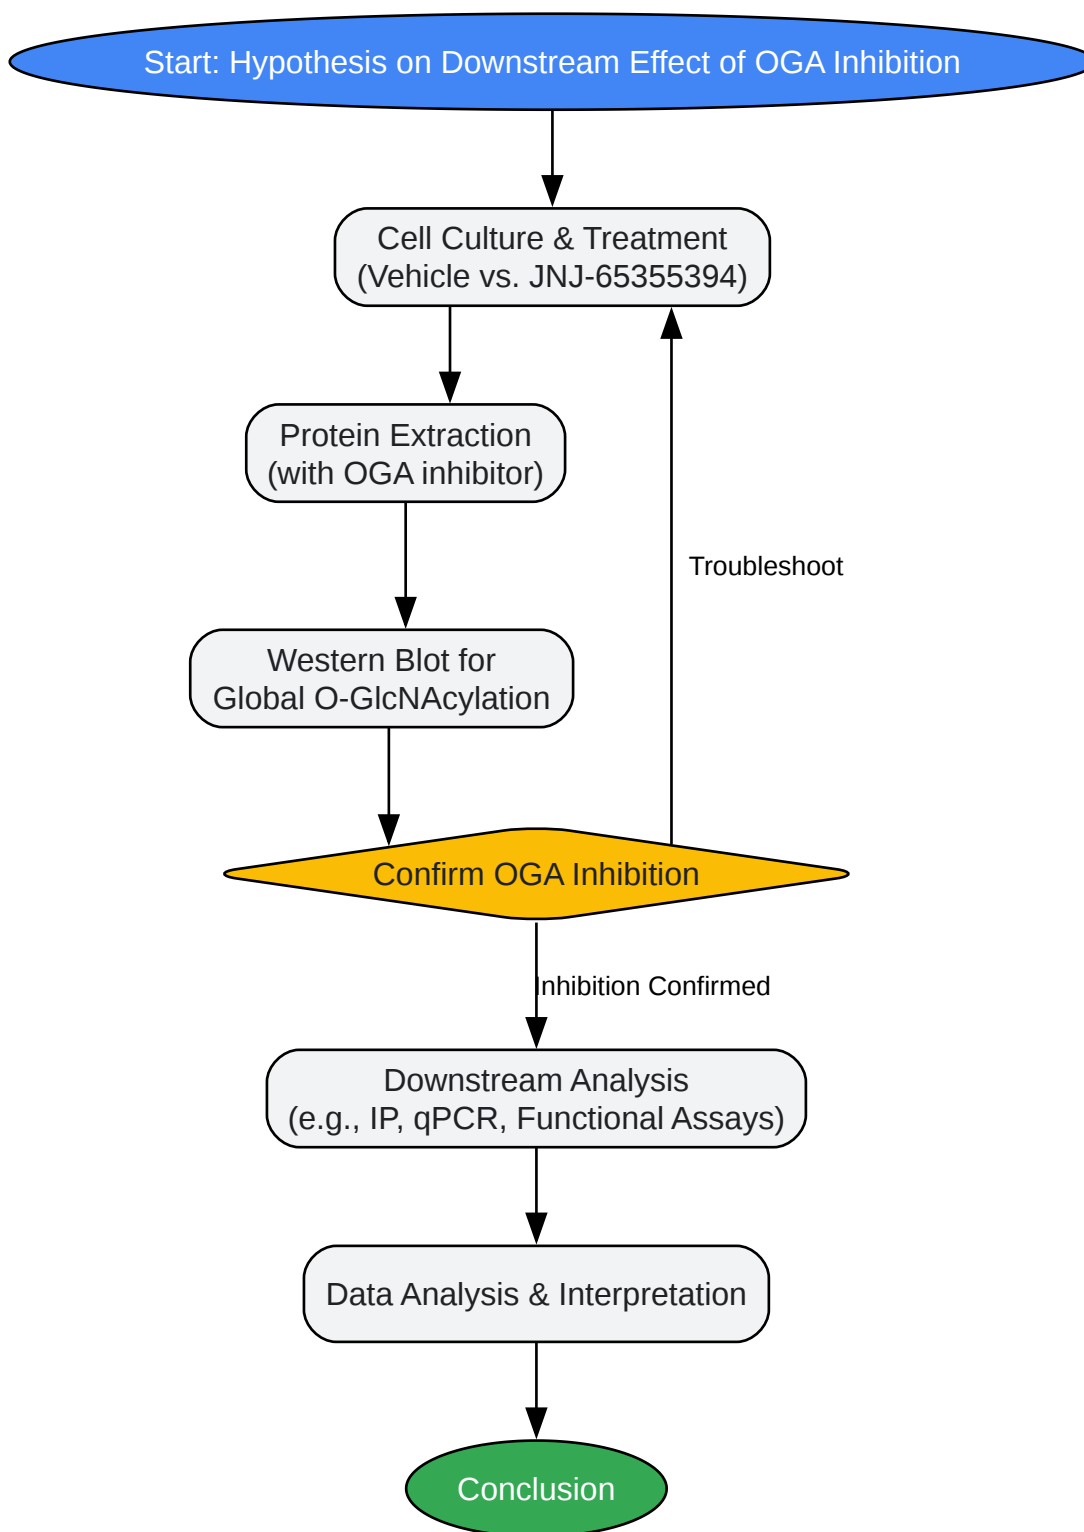 Start: Hypothesis on Downstream Effect of OGA Inhibition
Cell Culture & Treatment
(Vehicle vs. JNJ-65355394)
Protein Extraction
(with OGA inhibitor)
Troubleshoot
Western Blot for
Global O-GlcNAcylation
Confirm OGA Inhibition
Inhibition Confirmed
Downstream Analysis
(e.g., IP, qPCR, Functional Assays)
Data Analysis & Interpretation
Conclusion